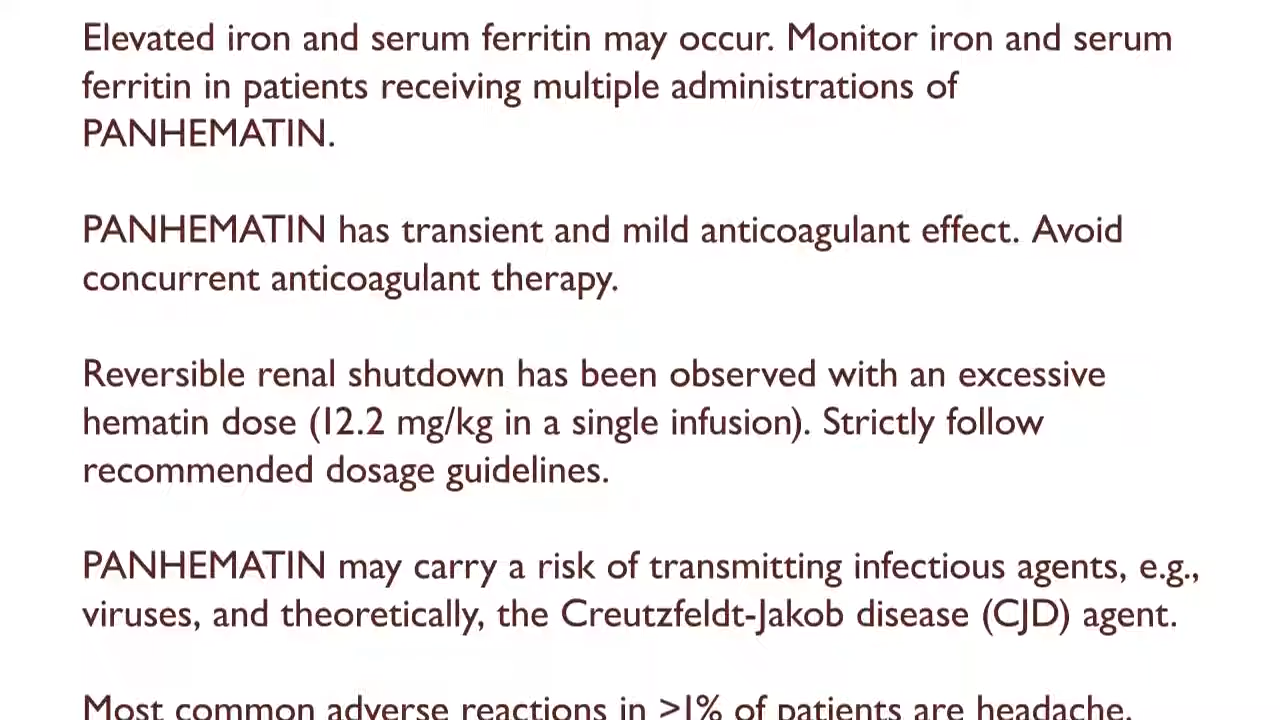 Elevated iron and serum ferritin may occur. Monitor iron and serum
ferritin in patients receiving multiple administrations of
PANHEMATIN.
PANHEMATIN has transient and mild anticoagulant effect. Avoid
concurrent anticoagulant therapy.
Reversible renal shutdown has been observed with an excessive
hematin dose (12.2 mg/kg in a single infusion). Strictly follow
recommended dosage guidelines.
PANHEMATIN may carry a risk of transmitting infectious agents, e.g.,
viruses, and theoretically, the Creutzfeldt-Jakob disease (CJD) agent.
Most common adverse reactions in >1% of patients are headache,